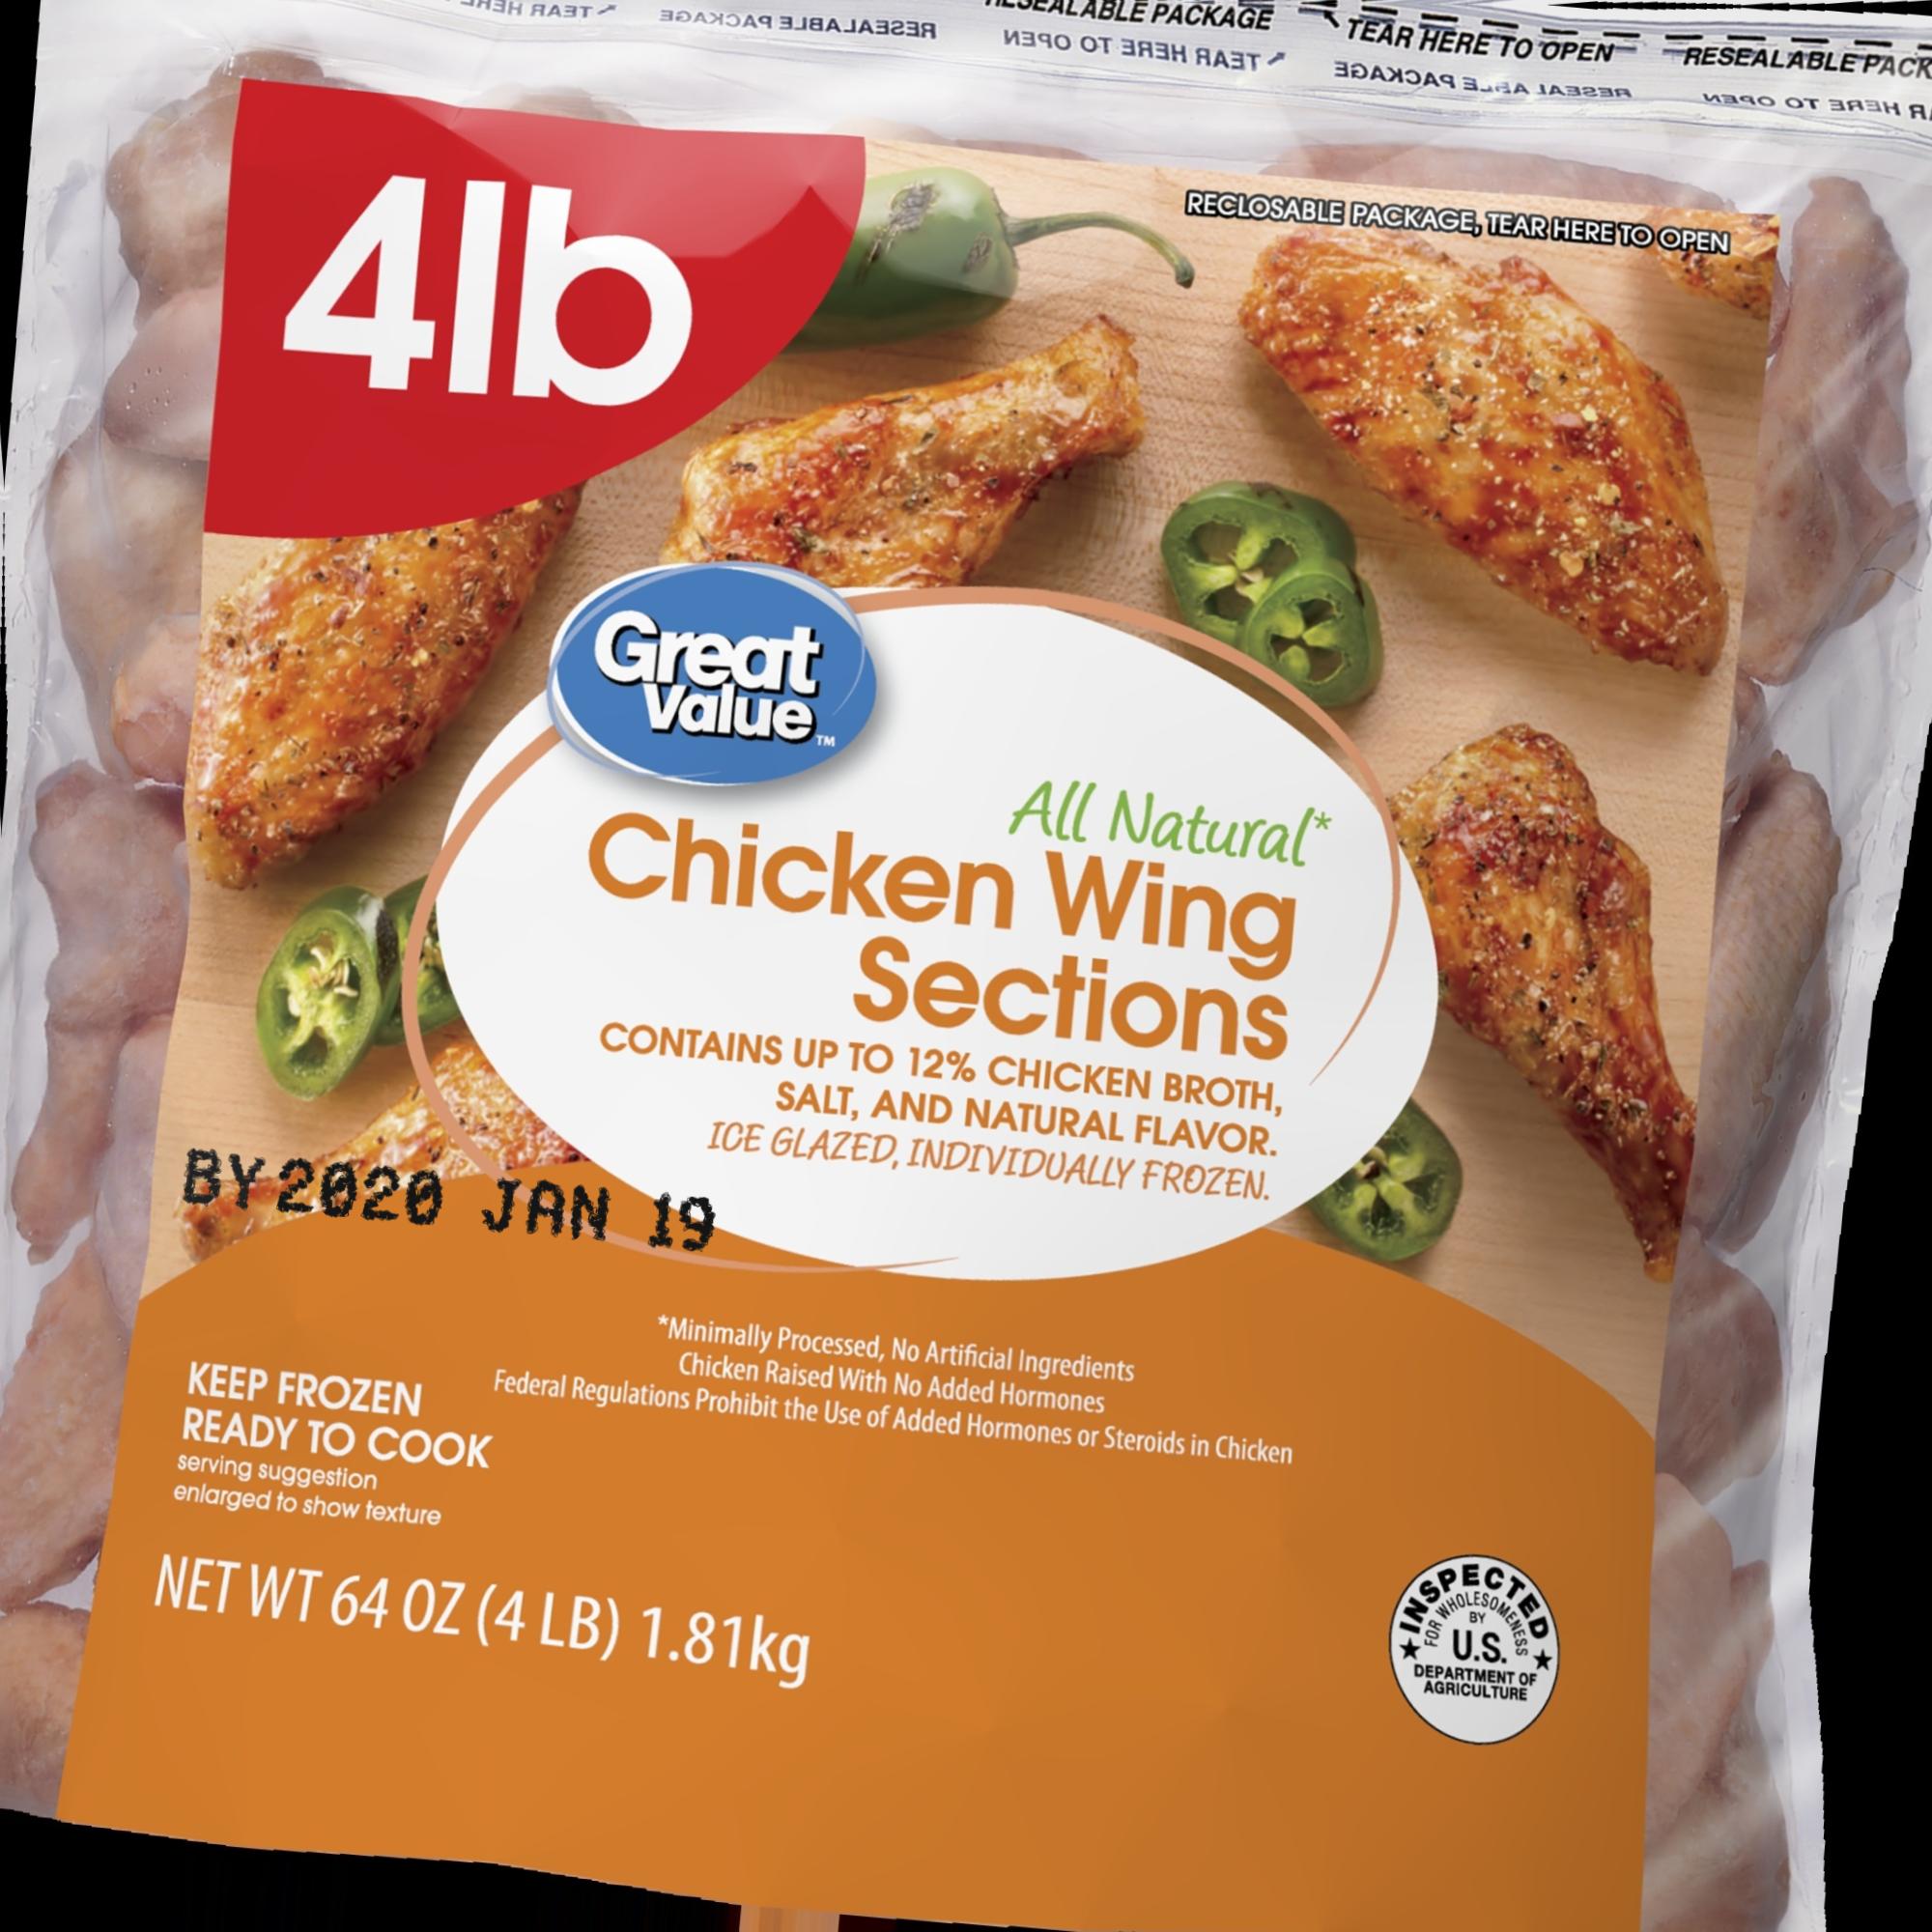 RESEALABLE PACKAGE
TEAR HERE TO OPEN
RESEALABLE PACK
RESEALABLE PACKAGE
TEAR HERE TO OPEN
RESEALABLE PACKAGE
TEAR HERE TO OPEN
4lb
RECLOSABLE PACKAGE, TEAR HERE TO OPEN
Great
Value™
All Natural*
Chicken Wing
Sections
CONTAINS UP TO 12% CHICKEN BROTH,
SALT, AND NATURAL FLAVOR.
ICE GLAZED, INDIVIDUALLY FROZEN.
BY 2020 JAN 19
*Minimally Processed, No Artificial Ingredients
Chicken Raised With No Added Hormones
Federal Regulations Prohibit the Use of Added Hormones or Steroids in Chicken
KEEP FROZEN
READY TO COOK
serving suggestion
enlarged to show texture
NET WT 64 OZ (4 LB) 1.81kg
INSPECTED
FOR WHOLESOMENESS
BY
U.S.
DEPARTMENT OF
AGRICULTURE